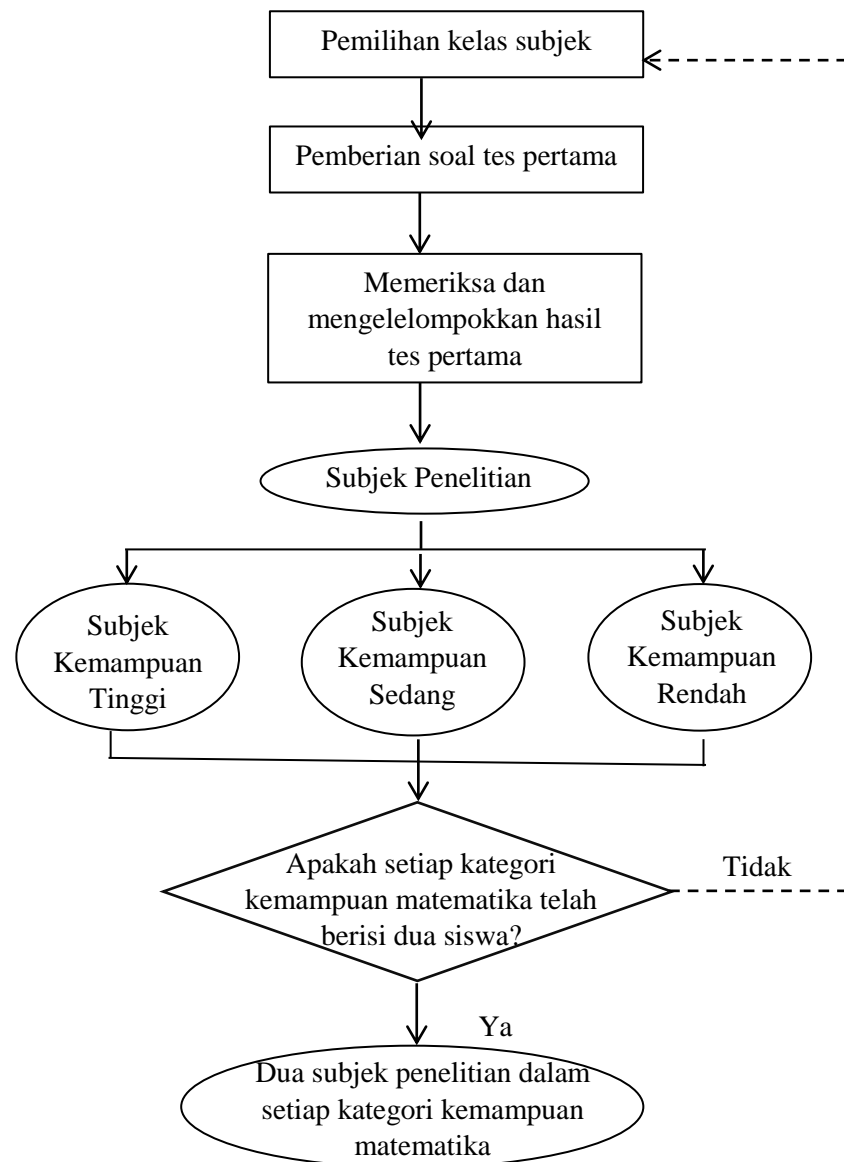 Pemilihan kelas subjek
Pemberian soal tes pertama
Memeriksa dan
mengelelompokkan hasil
tes pertama
Subjek Penelitian
Subjek
Kemampuan
Tinggi
Subjek
Kemampuan
Sedang
Subjek
Kemampuan
Rendah
Apakah setiap kategori
kemampuan matematika telah
berisi dua siswa?
Tidak
Ya
Dua subjek penelitian dalam
setiap kategori kemampuan
matematika